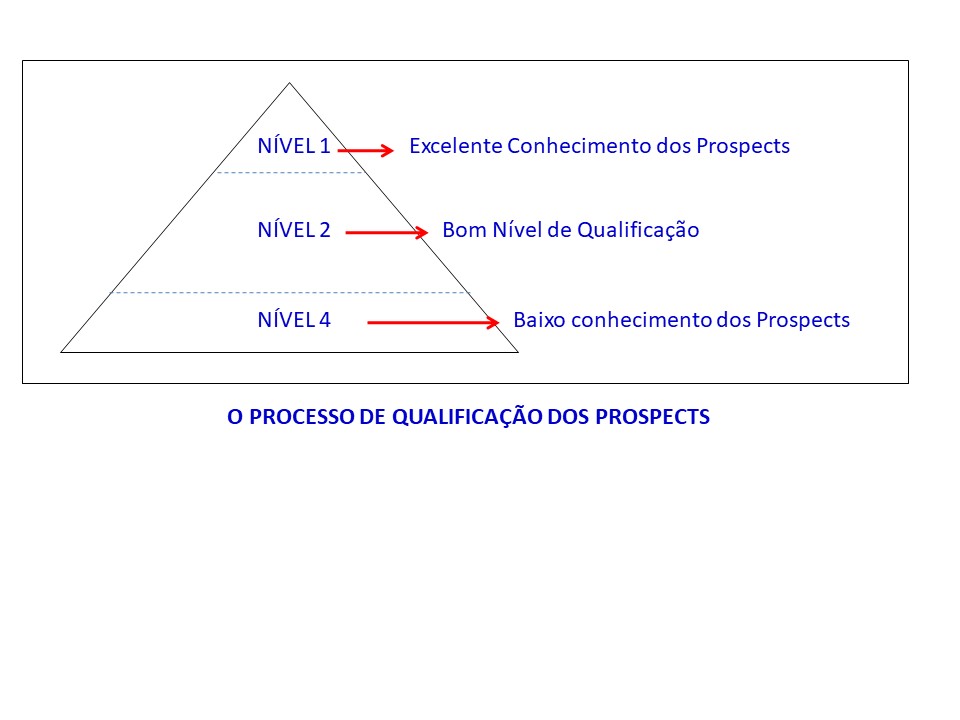 NÍVEL 1 Excelente Conhecimento dos Prospects
NÍVEL 2 Bom Nível de Qualificação
NÍVEL 4 Baixo conhecimento dos Prospects
O PROCESSO DE QUALIFICAÇÃO DOS PROSPECTS